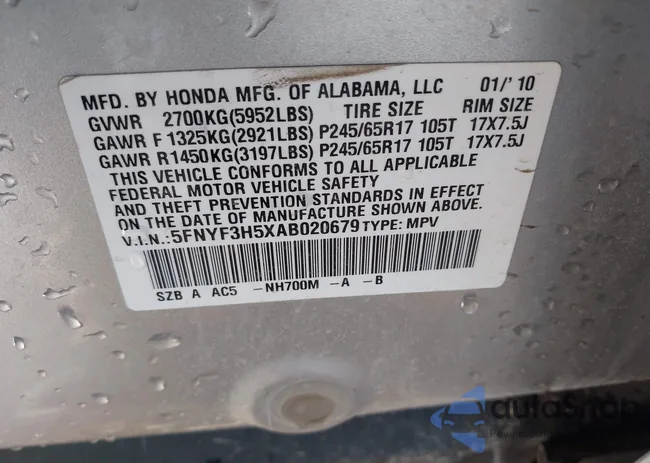 MFD. BY HONDA MFG. OF ALABAMA, LLC 01/'10
GVWR 2700KG(5952LBS) TIRE SIZE RIM SIZE
GAWR F 1325KG(2921LBS) P245/65R17 105T 17X7.5J
GAWR R1450KG(3197LBS) P245/65R17 105T 17X7.5J
THIS VEHICLE CONFORMS TO ALL APPLICABLE
FEDERAL MOTOR VEHICLE SAFETY
AND THEFT PREVENTION STANDARDS IN EFFECT
ON THE DATE OF MANUFACTURE SHOWN ABOVE.
V.I.N.:5FNYF3H5XAB020679 TYPE: MPV
SZB A AC5 -NH700M -A -B